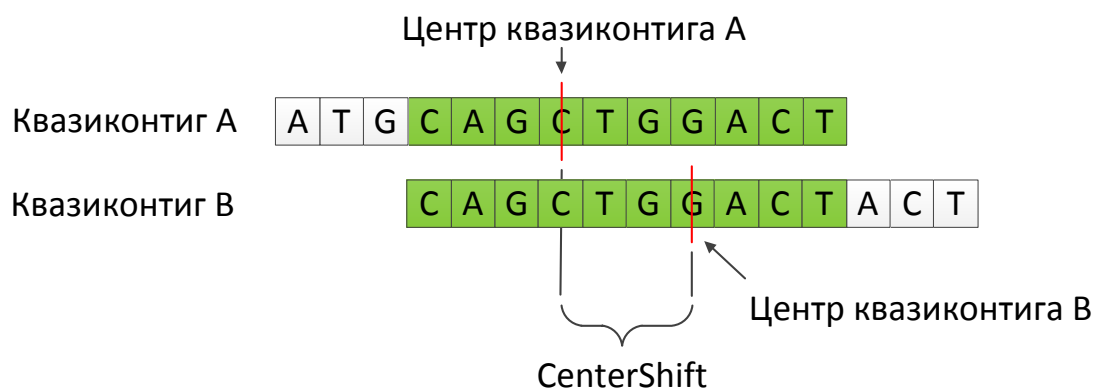 Центр квазиконтига А
Квазиконтиг А A T G C A G C T G G A C T
Квазиконтиг В C A G C T G G A C T A C T
Центр квазиконтига В
CenterShift